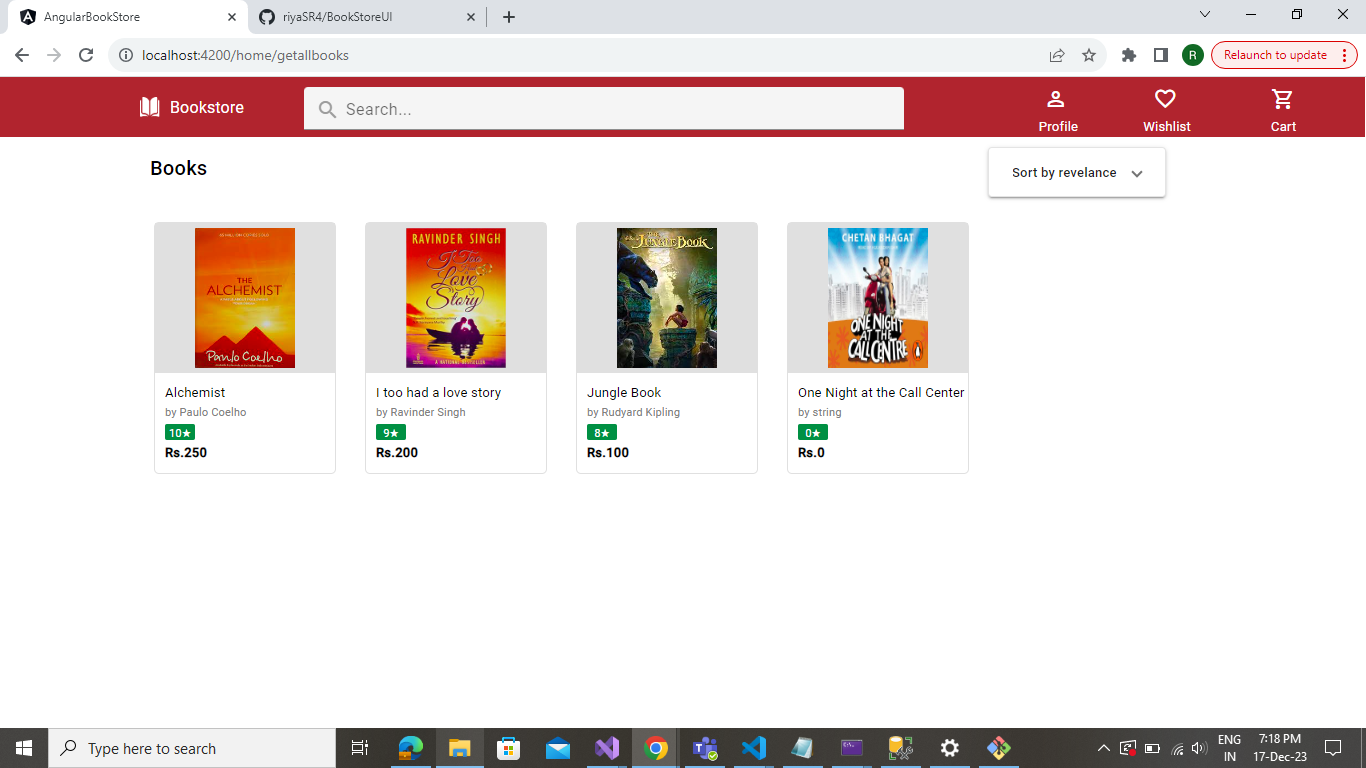 AngularBookStore
riyaSR4/BookStoreUI
localhost:4200/home/getallbooks
R
Relaunch to update
Bookstore
Search...
Profile
Wishlist
Cart
Books
Sort by revelance
THE
ALCHEMIST
Paulo Coelho
RAVINDER SINGH
I Too
Had a
Love
Story
A NATIONAL BESTSELLER
THE
JUNGLE BOOK
CHETAN BHAGAT
ONE NIGHT
AT THE
CALL CENTRE
Alchemist
by Paulo Coelho
10★
Rs.250
I too had a love story
by Ravinder Singh
9★
Rs.200
Jungle Book
by Rudyard Kipling
8★
Rs.100
One Night at the Call Center
by string
0★
Rs.0
Type here to search
ENG
IN
7:18 PM
17-Dec-23